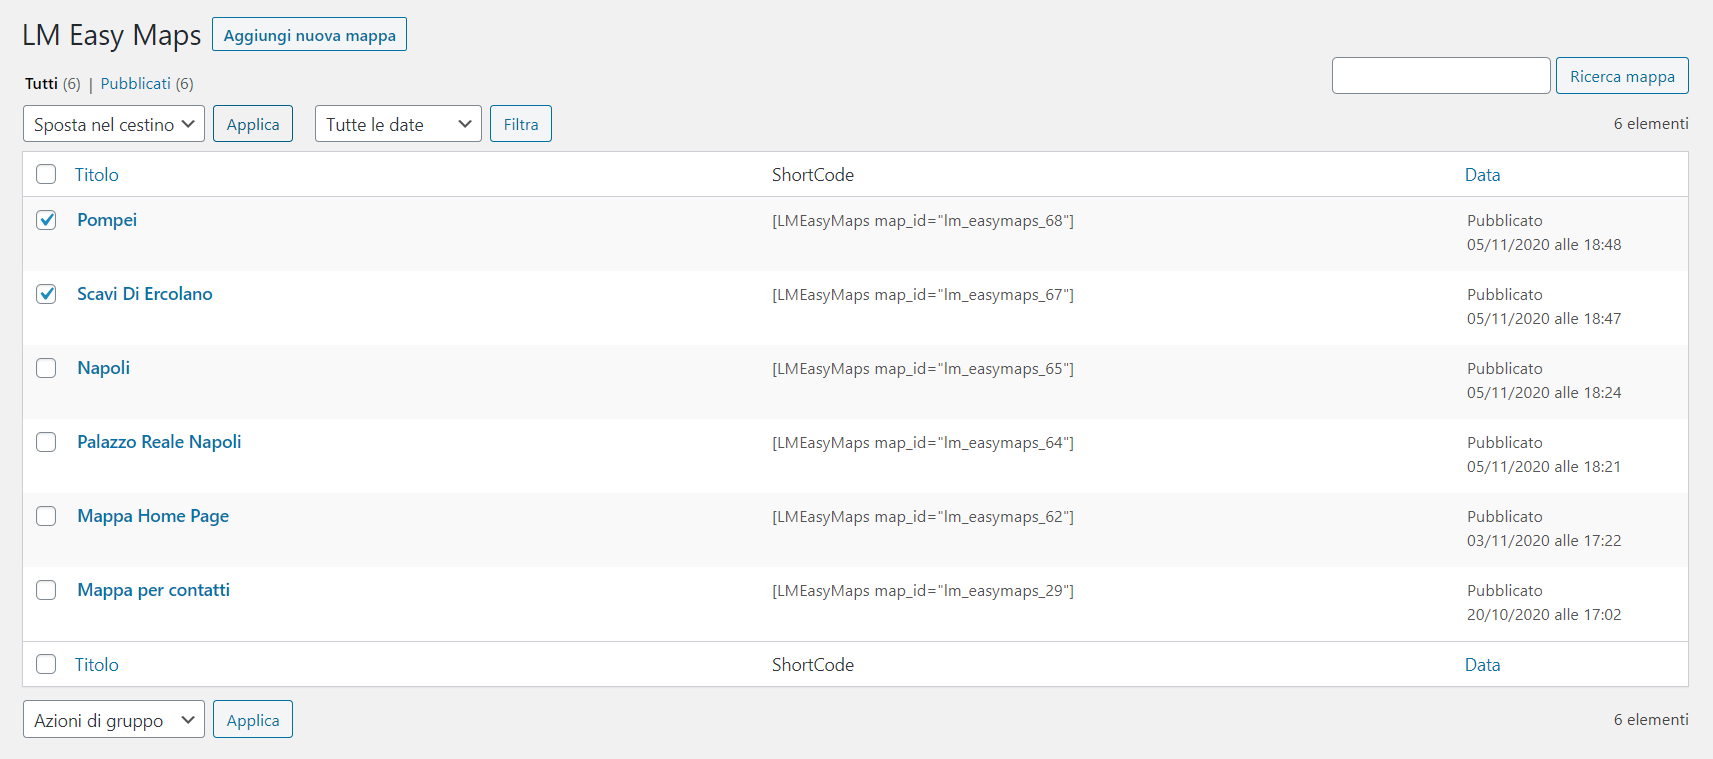 LM Easy Maps Aggiungi nuova mappa
Tutti (6) | Pubblicati (6)
Ricerca mappa
Sposta nel cestino Applica Tutte le date Filtra 6 elementi
Titolo ShortCode Data
Pompei [LMEasyMaps map_id="lm_easymaps_68"] Pubblicato
05/11/2020 alle 18:48
Scavi Di Ercolano [LMEasyMaps map_id="lm_easymaps_67"] Pubblicato
05/11/2020 alle 18:47
Napoli [LMEasyMaps map_id="lm_easymaps_65"] Pubblicato
05/11/2020 alle 18:24
Palazzo Reale Napoli [LMEasyMaps map_id="lm_easymaps_64"] Pubblicato
05/11/2020 alle 18:21
Mappa Home Page [LMEasyMaps map_id="lm_easymaps_62"] Pubblicato
03/11/2020 alle 17:22
Mappa per contatti [LMEasyMaps map_id="lm_easymaps_29"] Pubblicato
20/10/2020 alle 17:02
Titolo ShortCode Data
Azioni di gruppo Applica 6 elementi